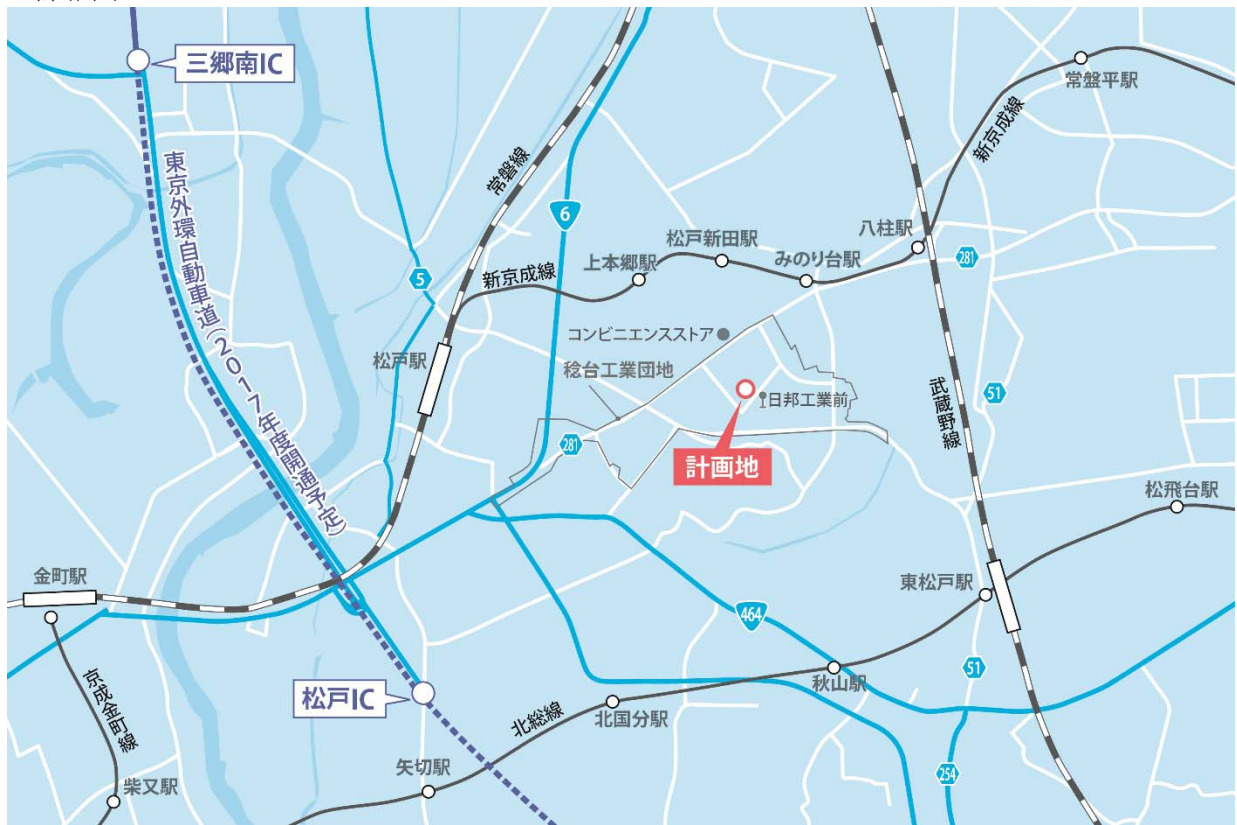 三郷南IC
常盤平駅
新京成線
常磐線
東京外環自動車道(2017年度開通予定)
6
八柱駅
松戸新田駅
みのり台駅
281
上本郷駅
5
新京成線
コンビニエンスストア
松戸駅
稔台工業団地
日邦工業前
51
武蔵野線
281
計画地
松飛台駅
金町駅
東松戸駅
464
51
秋山駅
松戸IC
北総線
北国分駅
京成金町線
矢切駅
254
柴又駅